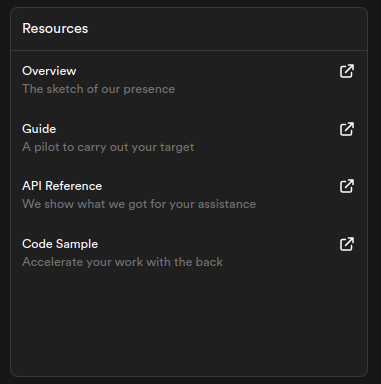 Resources
Overview
The sketch of our presence
Guide
A pilot to carry out your target
API Reference
We show what we got for your assistance
Code Sample
Accelerate your work with the back